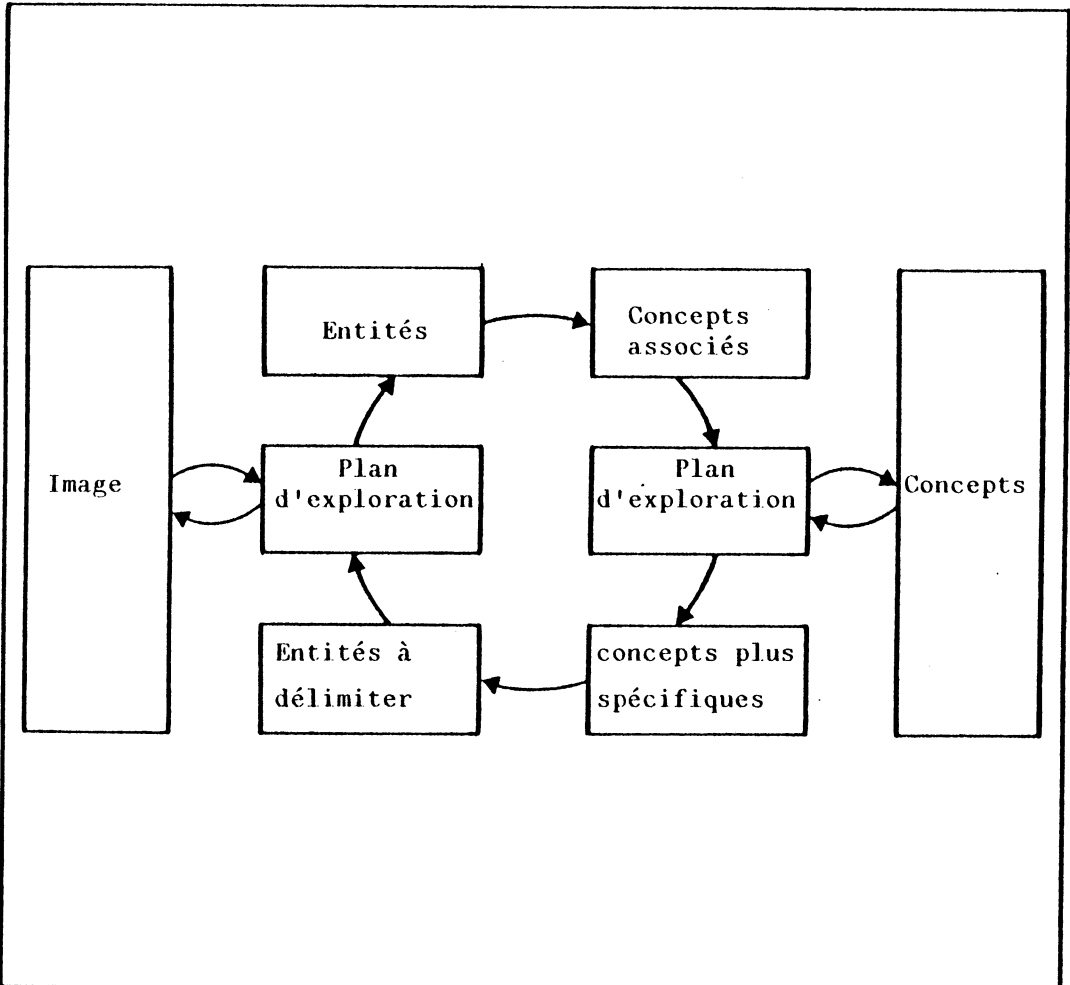 Entités
Concepts
associés
Image
Plan
d'exploration
Plan
d'exploration
Concepts
Entités à
délimiter
concepts plus
spécifiques